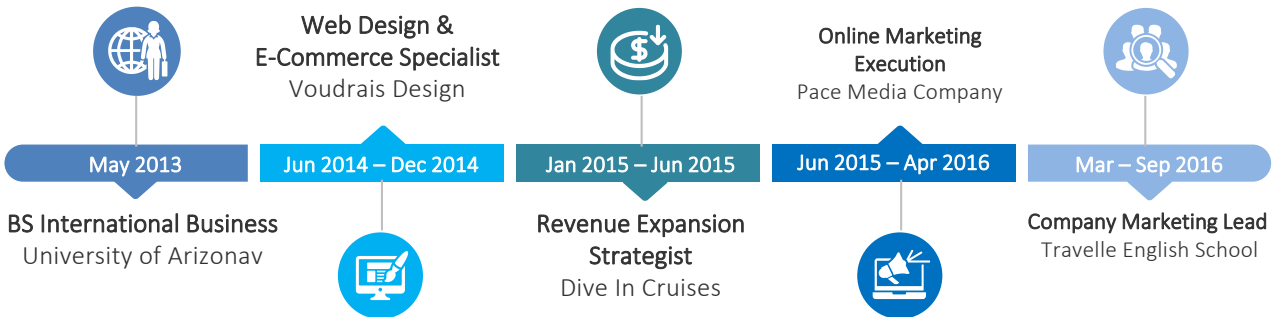 May 2013
BS International Business
University of Arizonav
Web Design &
E-Commerce Specialist
Voudrais Design
Jun 2014 – Dec 2014
Jan 2015 – Jun 2015
Revenue Expansion
Strategist
Dive In Cruises
Online Marketing
Execution
Pace Media Company
Jun 2015 – Apr 2016
Mar – Sep 2016
Company Marketing Lead
Travelle English School